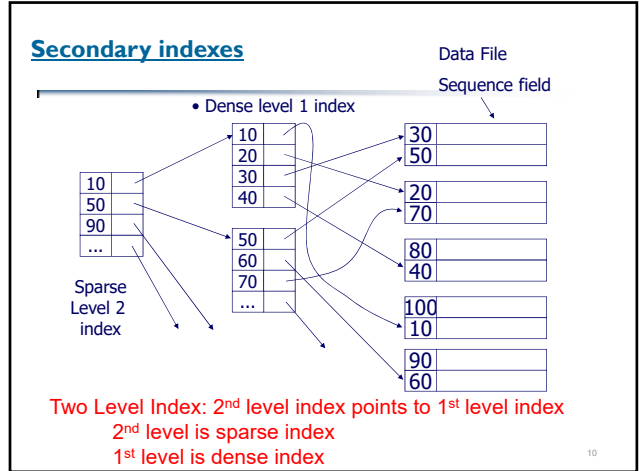 Secondary indexes
Data File
Sequence field
• Dense level 1 index
10
50
90
...
Sparse
Level 2
index
10
20
30
40
50
60
70
...
30
50
20
70
80
40
100
10
90
60
Two Level Index: 2nd level index points to 1st level index
2nd level is sparse index
1st level is dense index
10